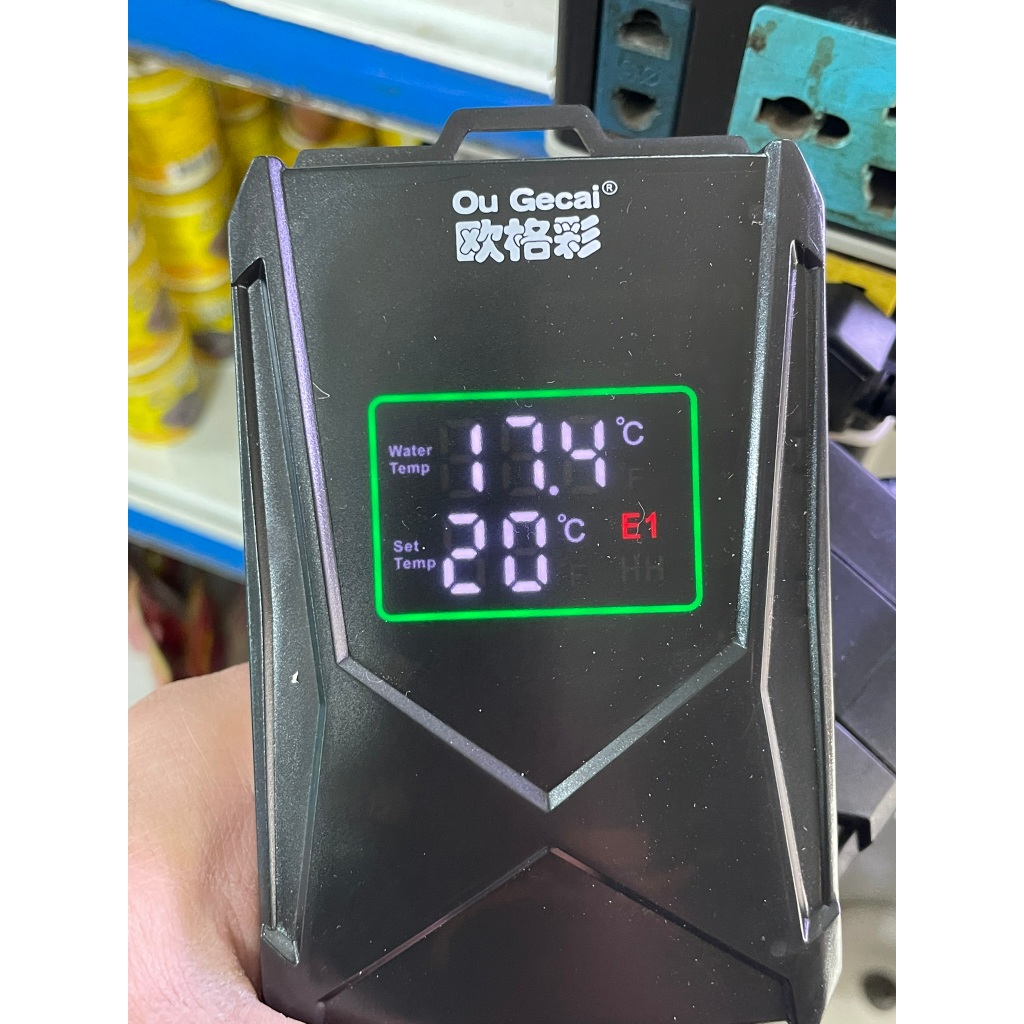 Ou Gecai®
欧格彩
Water Temp 17.4 °C
Set Temp 20 °C E1
HH